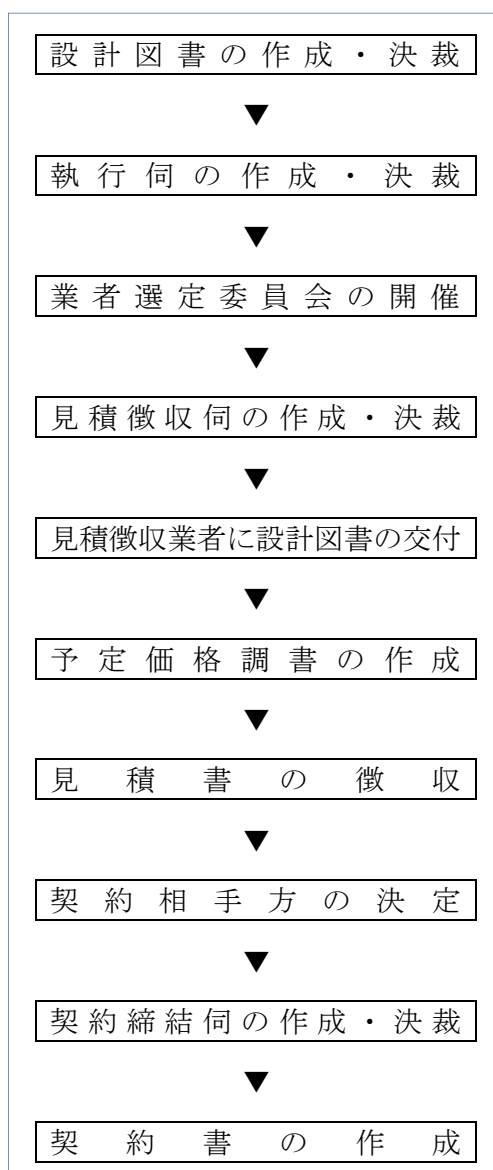 設計図書の作成・決裁
▼
執行伺の作成・決裁
▼
業者選定委員会の開催
▼
見積徴収伺の作成・決裁
▼
見積徴収業者に設計図書の交付
▼
予定価格調書の作成
▼
見積書の徴収
▼
契約相手方の決定
▼
契約締結伺の作成・決裁
▼
契約書の作成